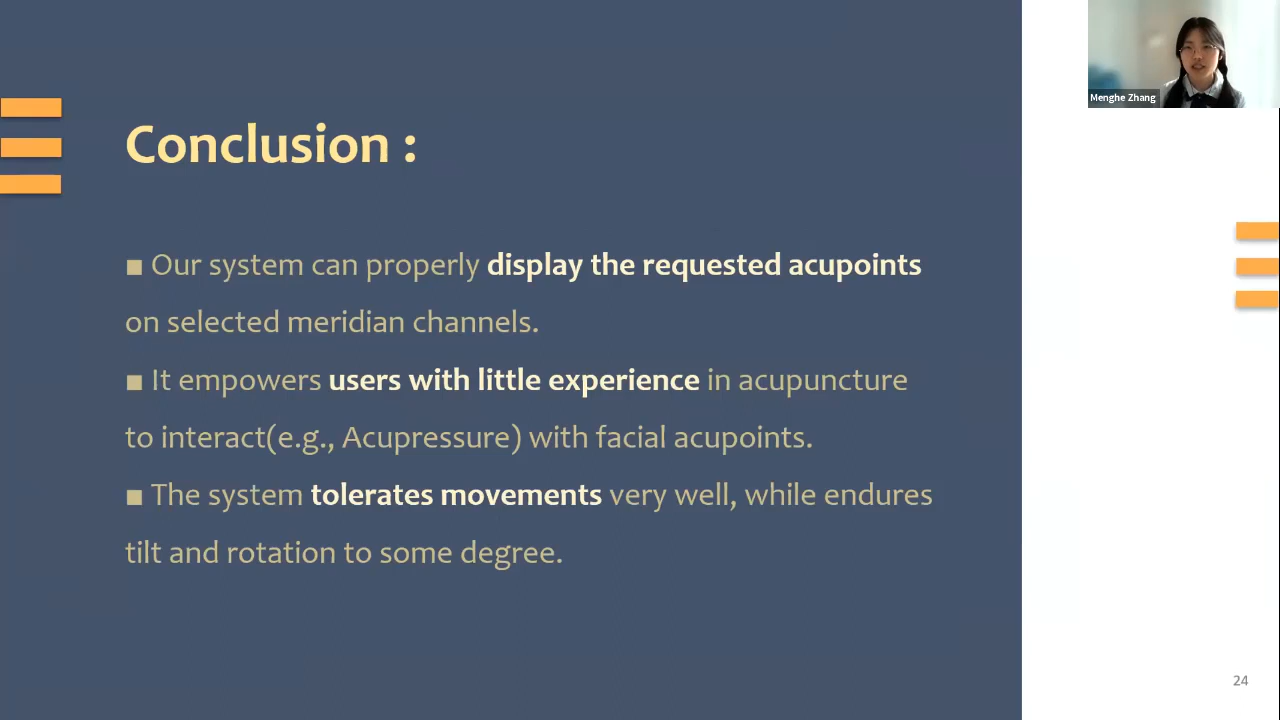 Menghe Zhang
Conclusion :
▪ Our system can properly display the requested acupoints
on selected meridian channels.
▪ It empowers users with little experience in acupuncture
to interact(e.g., Acupressure) with facial acupoints.
▪ The system tolerates movements very well, while endures
tilt and rotation to some degree.
24